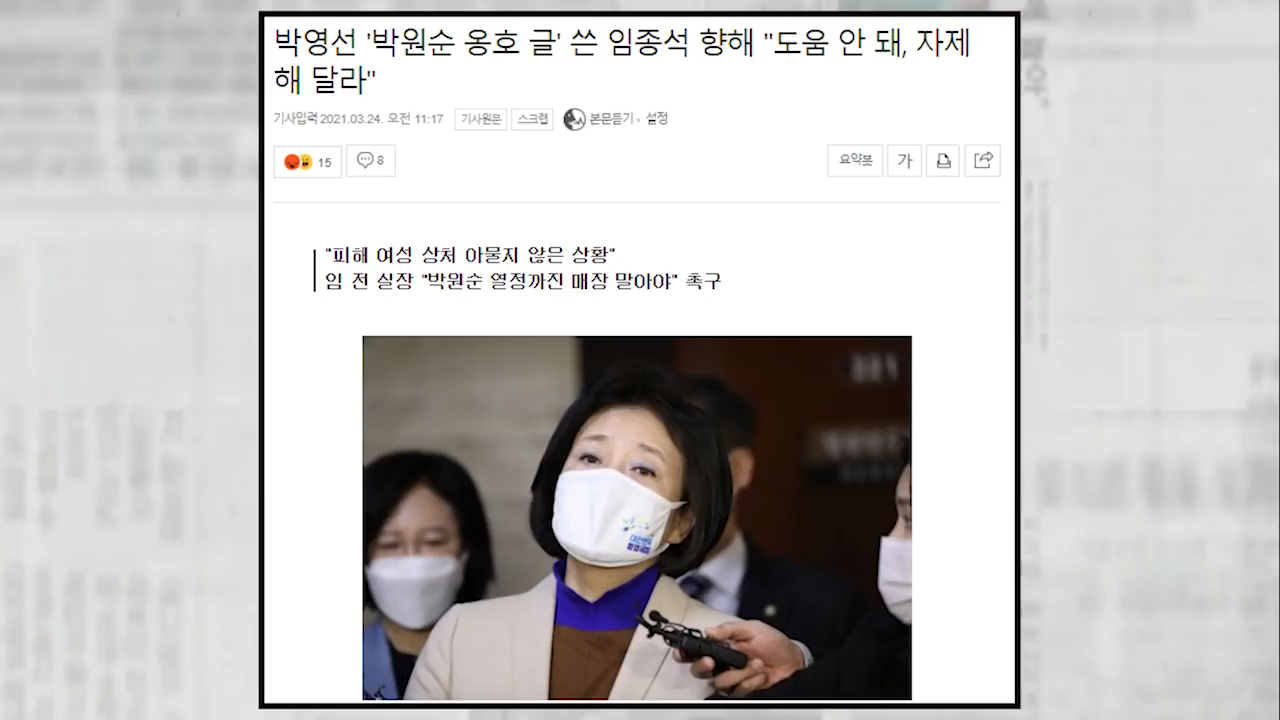 박영선 '박원순 옹호 글' 쓴 임종석 향해 "도움 안 돼, 자제
해 달라"
기사입력 2021.03.24. 오전 11:17 기사원문 스크랩 본문듣기 · 설정
15 8 요약봇 가
"피해 여성 상처 아물지 않은 상황"
임 전 실장 "박원순 열정까진 매장 말아야" 촉구